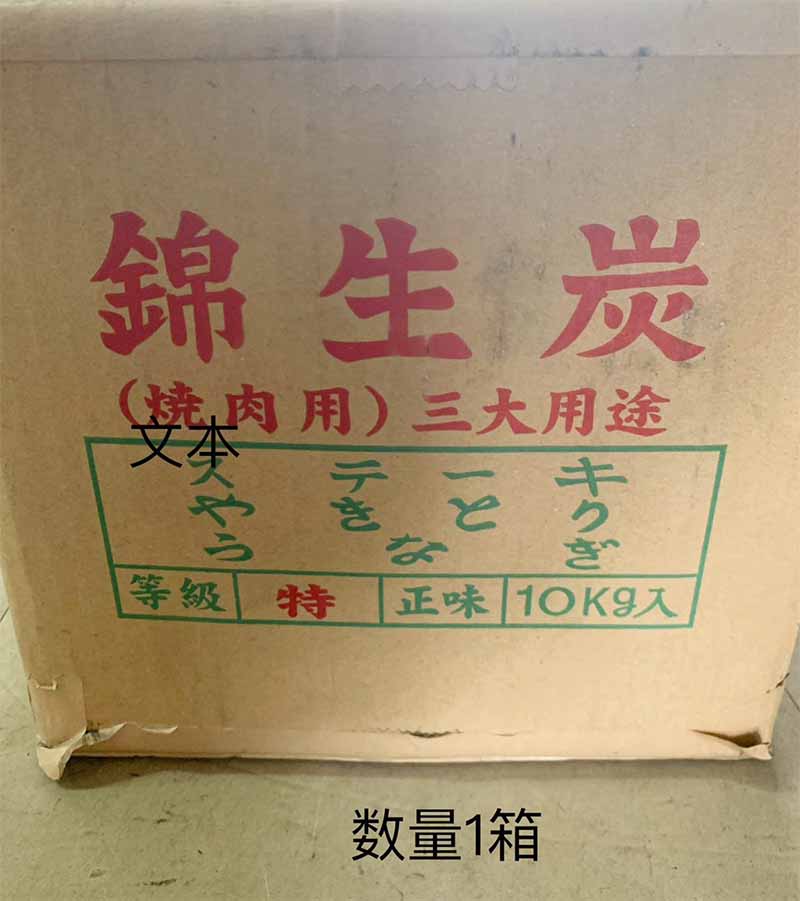 錦生炭
(焼肉用)三大用途
文本
ステーキ
やきとり
うなぎ
等級 特 正味 10Kg入
数量1箱